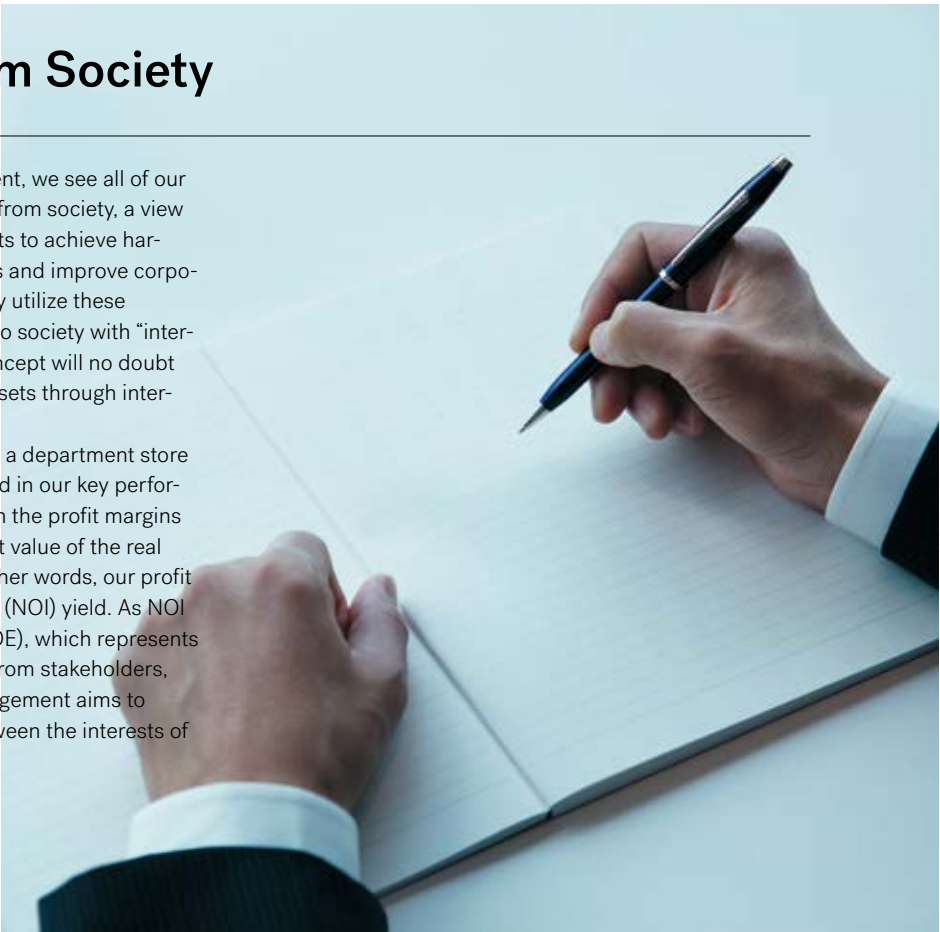 m Society
ent, we see all of our
from society, a view
ts to achieve har-
s and improve corpo-
y utilize these
o society with “inter-
ncept will no doubt
sets through inter-
a department store
d in our key perfor-
n the profit margins
t value of the real
her words, our profit
(NOI) yield. As NOI
OE), which represents
rom stakeholders,
gement aims to
ween the interests of